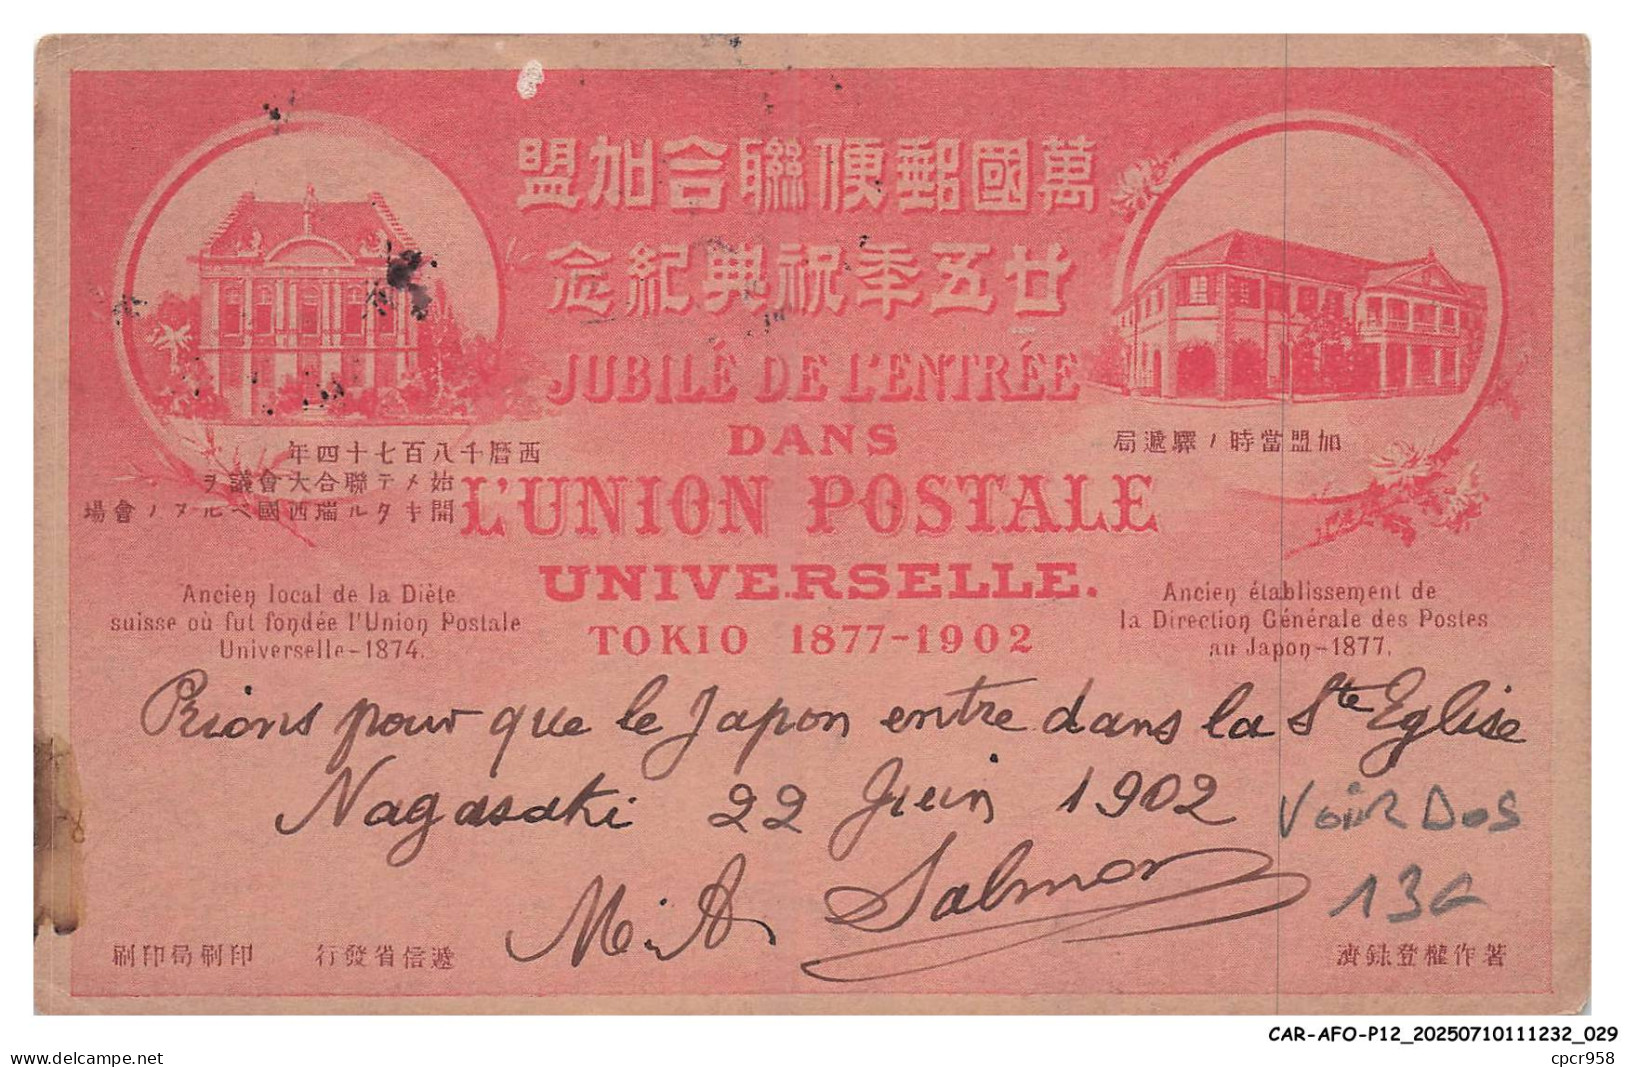 萬國郵便聯合加盟
廿五季祝典紀念
JUBILÉ DE L'ENTRÉE
DANS
L'UNION POSTALE
UNIVERSELLE.
TOKIO 1877-1902
西曆千八百七十四年
始メテ聯合大會議ヲ
開キタル瑞西國ベルヌノ會場
Ancien local de la Diète
suisse où fut fondée l'Union Postale
Universelle-1874.
加盟當時ノ驛遞局
Ancien établissement de
la Direction Générale des Postes
au Japon-1877.
Prions pour que le Japon entre dans la Ste Eglise
Nagasaki 22 Juin 1902
M. A. Salmon
VOIR DOS
13€
著作權登錄濟
遞信省發行
印刷局印刷
CAR-AFO-P12_20250710111232_029
www.delcampe.net
cpcr958